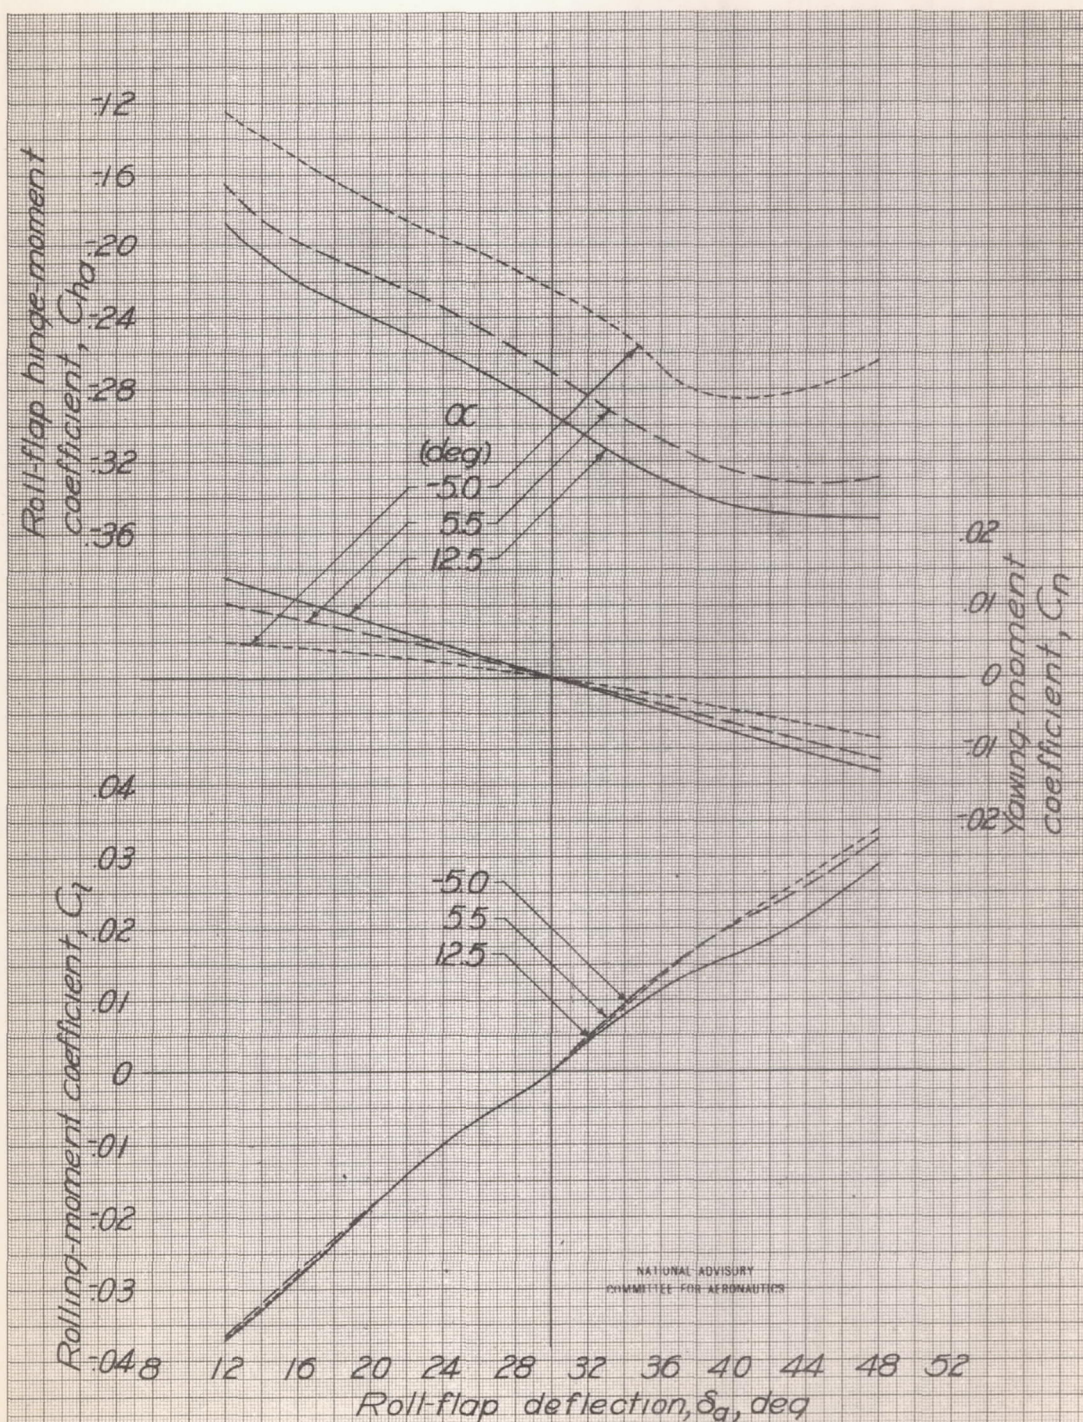 Roll-flap hinge-moment
coefficient, Cha
-.12
-.16
-.20
-.24
-.28
-.32
-.36
α
(deg)
-5.0
5.5
12.5
.02
.01
0
-.01
-.02
Yawing-moment
coefficient, Cn
.04
.03
.02
.01
0
-.01
-.02
-.03
-.04
Rolling-moment coefficient, Cl
-5.0
5.5
12.5
NATIONAL ADVISORY
COMMITTEE FOR AERONAUTICS
8 12 16 20 24 28 32 36 40 44 48 52
Roll-flap deflection, δa, deg